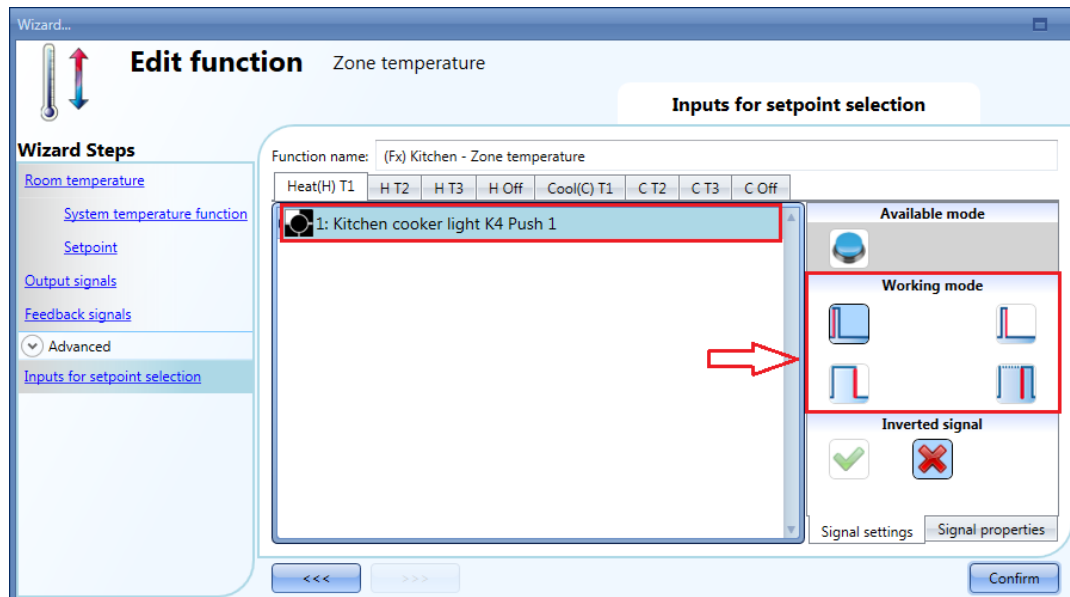 Wizard...
Edit function Zone temperature
Inputs for setpoint selection
Wizard Steps
Room temperature
System temperature function
Setpoint
Output signals
Feedback signals
Advanced
Inputs for setpoint selection
Function name: (Fx) Kitchen - Zone temperature
Heat(H) T1 H T2 H T3 H Off Cool(C) T1 C T2 C T3 C Off
1: Kitchen cooker light K4 Push 1
Available mode
Working mode
Inverted signal
Signal settings Signal properties
<<< >>> Confirm